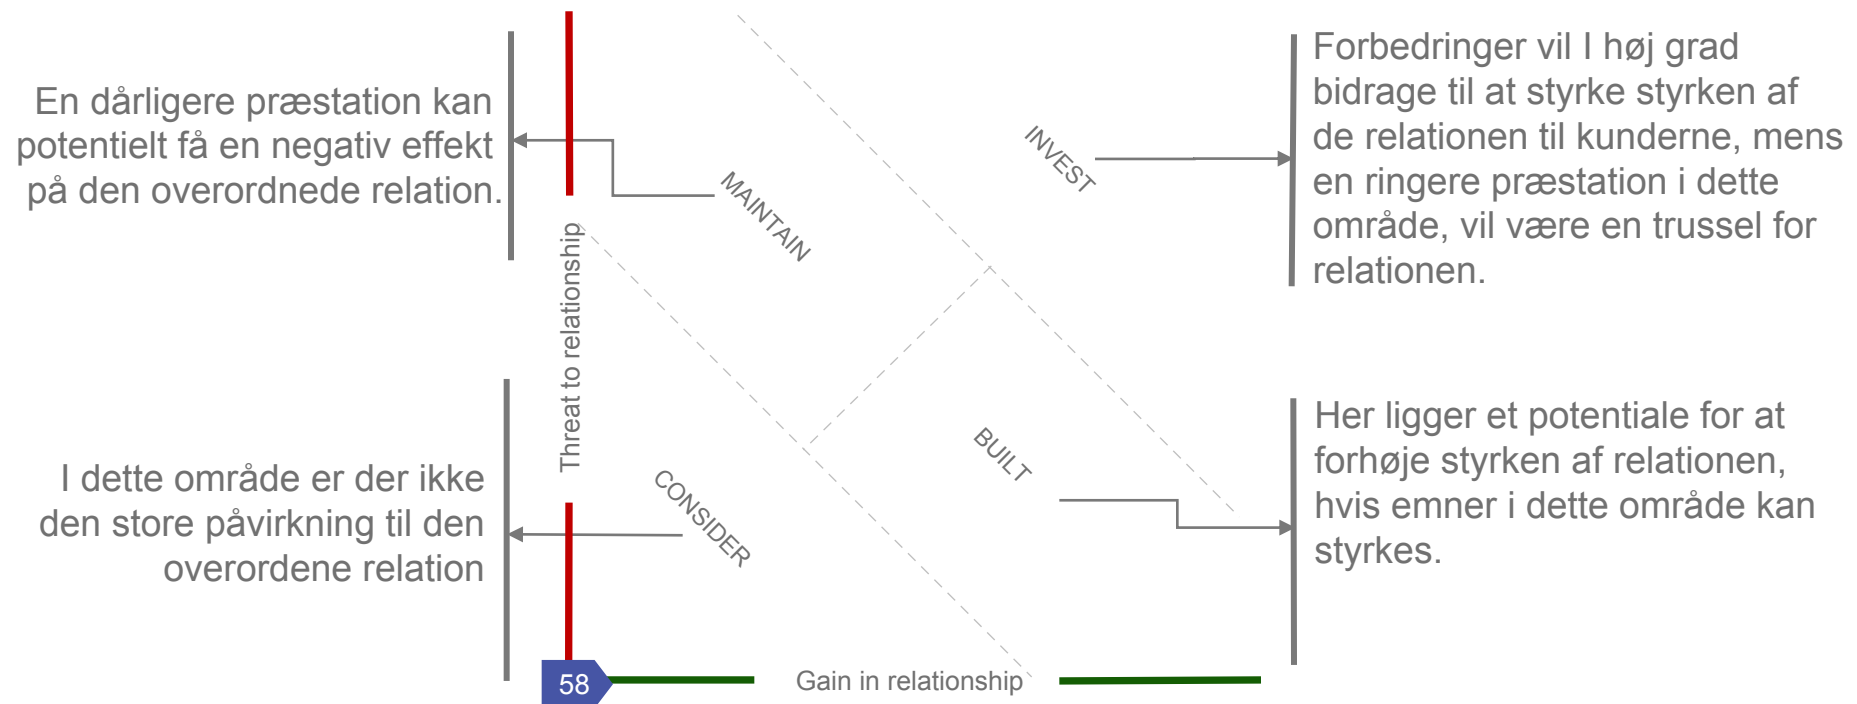 En dårligere præstation kan
potentielt få en negativ effekt
på den overordnede relation.
MAINTAIN
INVEST
Forbedringer vil I høj grad
bidrage til at styrke styrken af
de relationen til kunderne, mens
en ringere præstation i dette
område, vil være en trussel for
relationen.
Threat to relationship
I dette område er der ikke
den store påvirkning til den
overordene relation
CONSIDER
BUILT
Her ligger et potentiale for at
forhøje styrken af relationen,
hvis emner i dette område kan
styrkes.
58
Gain in relationship